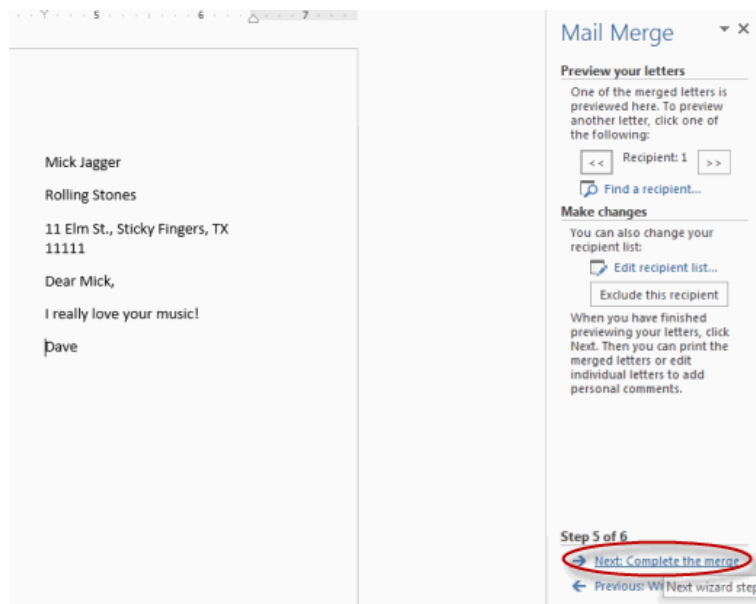 5 6 7
Mick Jagger
Rolling Stones
11 Elm St., Sticky Fingers, TX
11111
Dear Mick,
I really love your music!
Dave
Mail Merge
Preview your letters
One of the merged letters is
previewed here. To preview
another letter, click one of
the following:
<< Recipient: 1 >>
Find a recipient...
Make changes
You can also change your
recipient list:
Edit recipient list...
Exclude this recipient
When you have finished
previewing your letters, click
Next. Then you can print the
merged letters or edit
individual letters to add
personal comments.
Step 5 of 6
Next: Complete the merge
Previous: Next wizard step